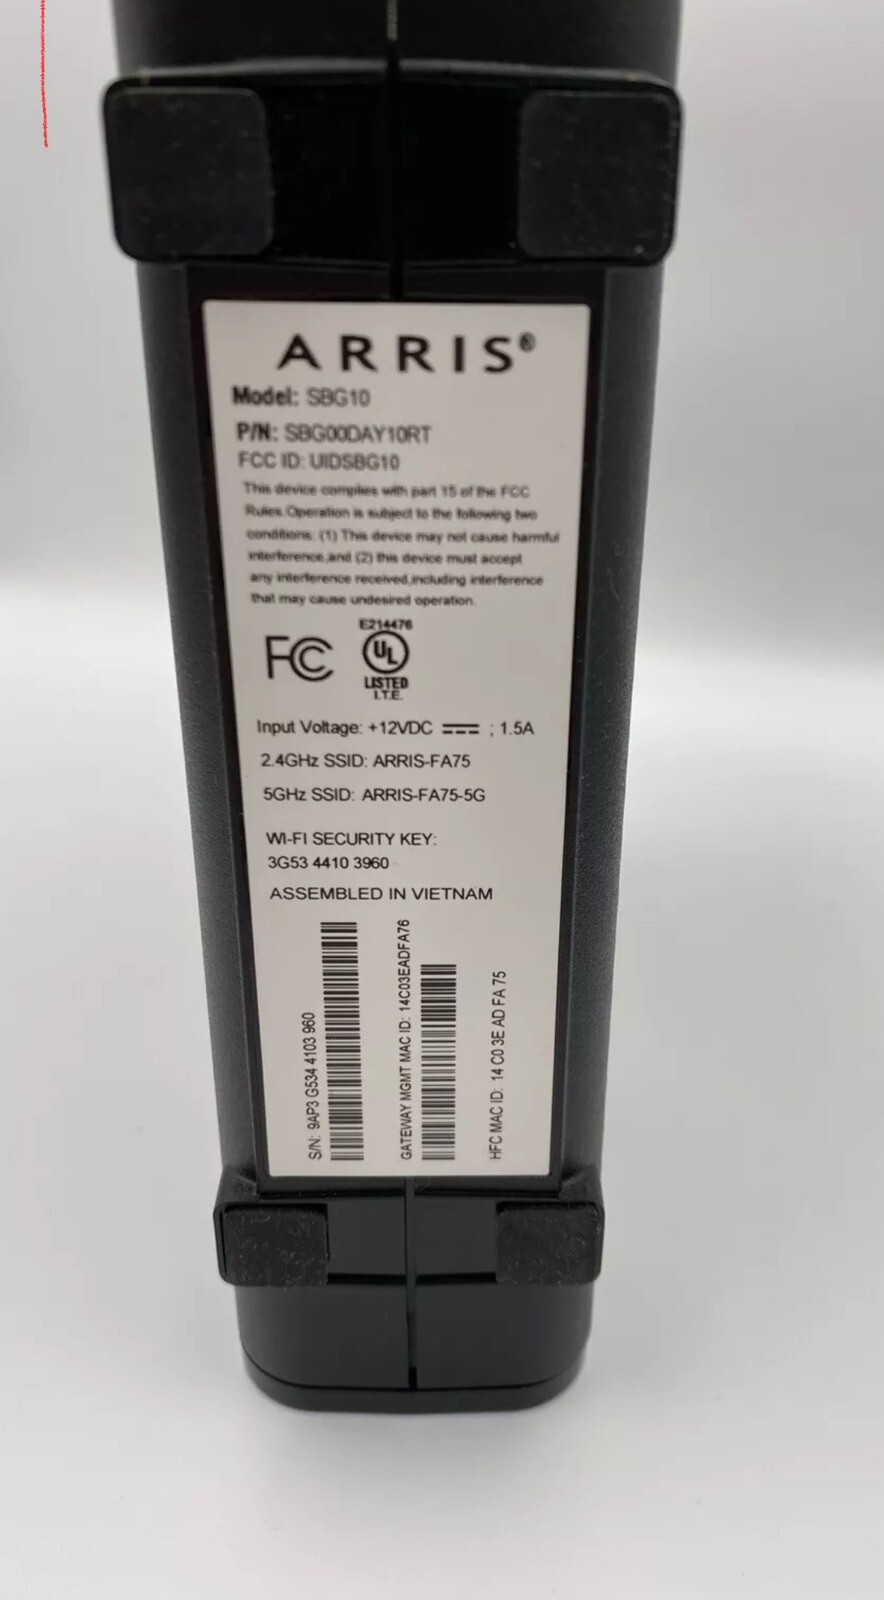 ARRIS®
Model: SBG10
P/N: SBG00DAY10RT
FCC ID: UIDSBG10
This device complies with part 15 of the FCC
Rules.Operation is subject to the following two
conditions: (1) This device may not cause harmful
interference,and (2) this device must accept
any interference received,including interference
that may cause undesired operation.
E214476
FC
UL
LISTED
I.T.E.
Input Voltage: +12VDC ⎓ ; 1.5A
2.4GHz SSID: ARRIS-FA75
5GHz SSID: ARRIS-FA75-5G
WI-FI SECURITY KEY:
3G53 4410 3960
ASSEMBLED IN VIETNAM
S/N: 9AP3 G534 4103 960
GATEWAY MGMT MAC ID: 14C03EADFA76
HFC MAC ID: 14 C0 3E AD FA 75